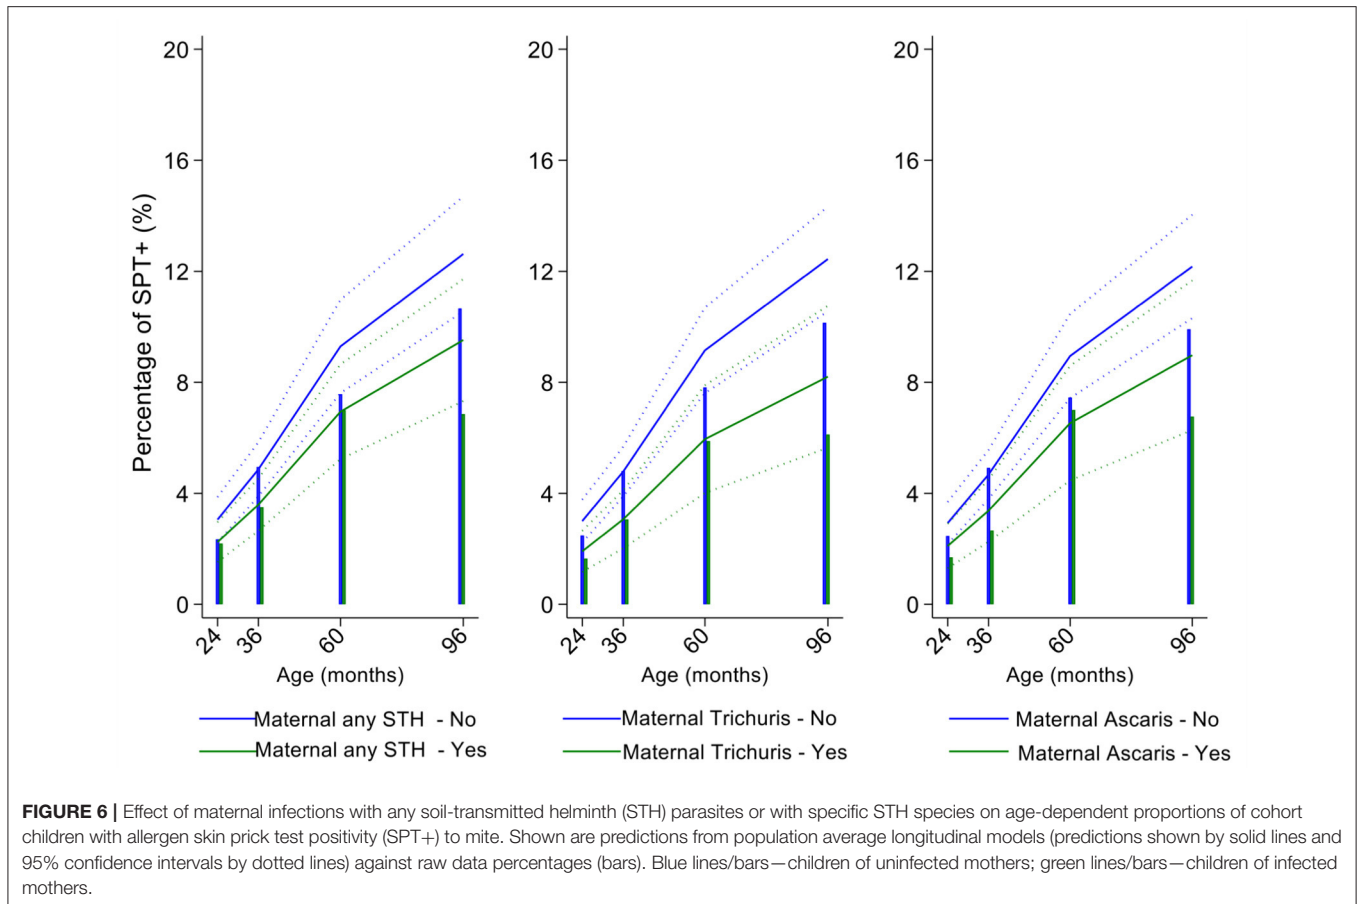 20
16
12
8
4
0
Percentage of SPT+ (%)
24
36
60
96
Age (months)
Maternal any STH - No
Maternal any STH - Yes
20
16
12
8
4
0
24
36
60
96
Age (months)
Maternal Trichuris - No
Maternal Trichuris - Yes
20
16
12
8
4
0
24
36
60
96
Age (months)
Maternal Ascaris - No
Maternal Ascaris - Yes
FIGURE 6 | Effect of maternal infections with any soil-transmitted helminth (STH) parasites or with specific STH species on age-dependent proportions of cohort
children with allergen skin prick test positivity (SPT+) to mite. Shown are predictions from population average longitudinal models (predictions shown by solid lines and
95% confidence intervals by dotted lines) against raw data percentages (bars). Blue lines/bars—children of uninfected mothers; green lines/bars—children of infected
mothers.